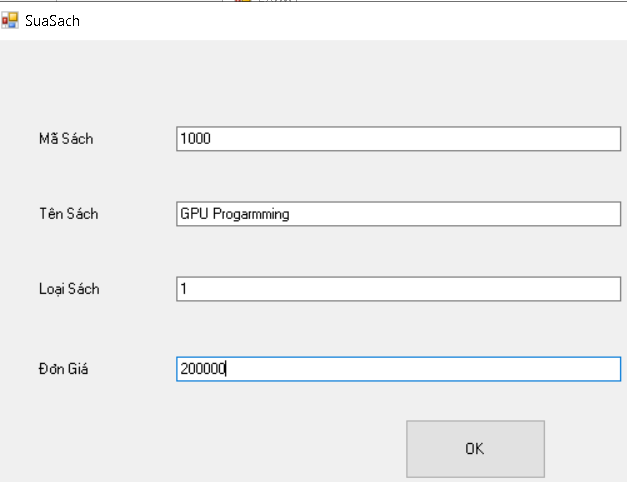 SuaSach
Mã Sách 1000
Tên Sách GPU Progarmming
Loại Sách 1
Đơn Giá 200000
OK